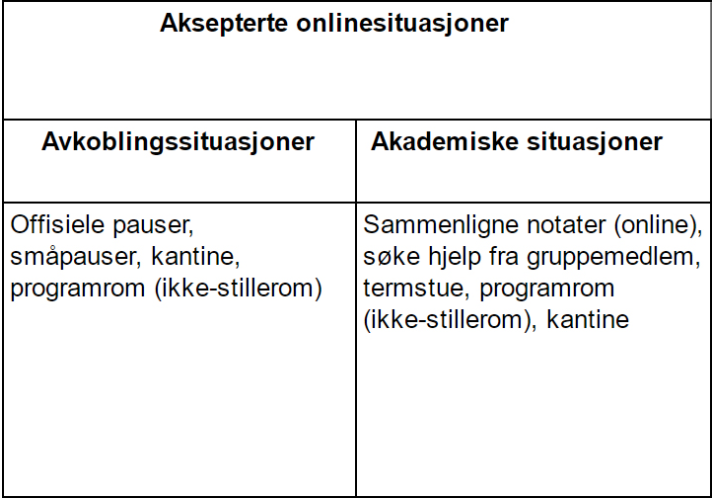 Aksepterte onlinesituasjoner
Avkoblingssituasjoner
Akademiske situasjoner
Offisiele pauser,
småpauser, kantine,
programrom (ikke-stillerom)
Sammenligne notater (online),
søke hjelp fra gruppemedlem,
termstue, programrom
(ikke-stillerom), kantine